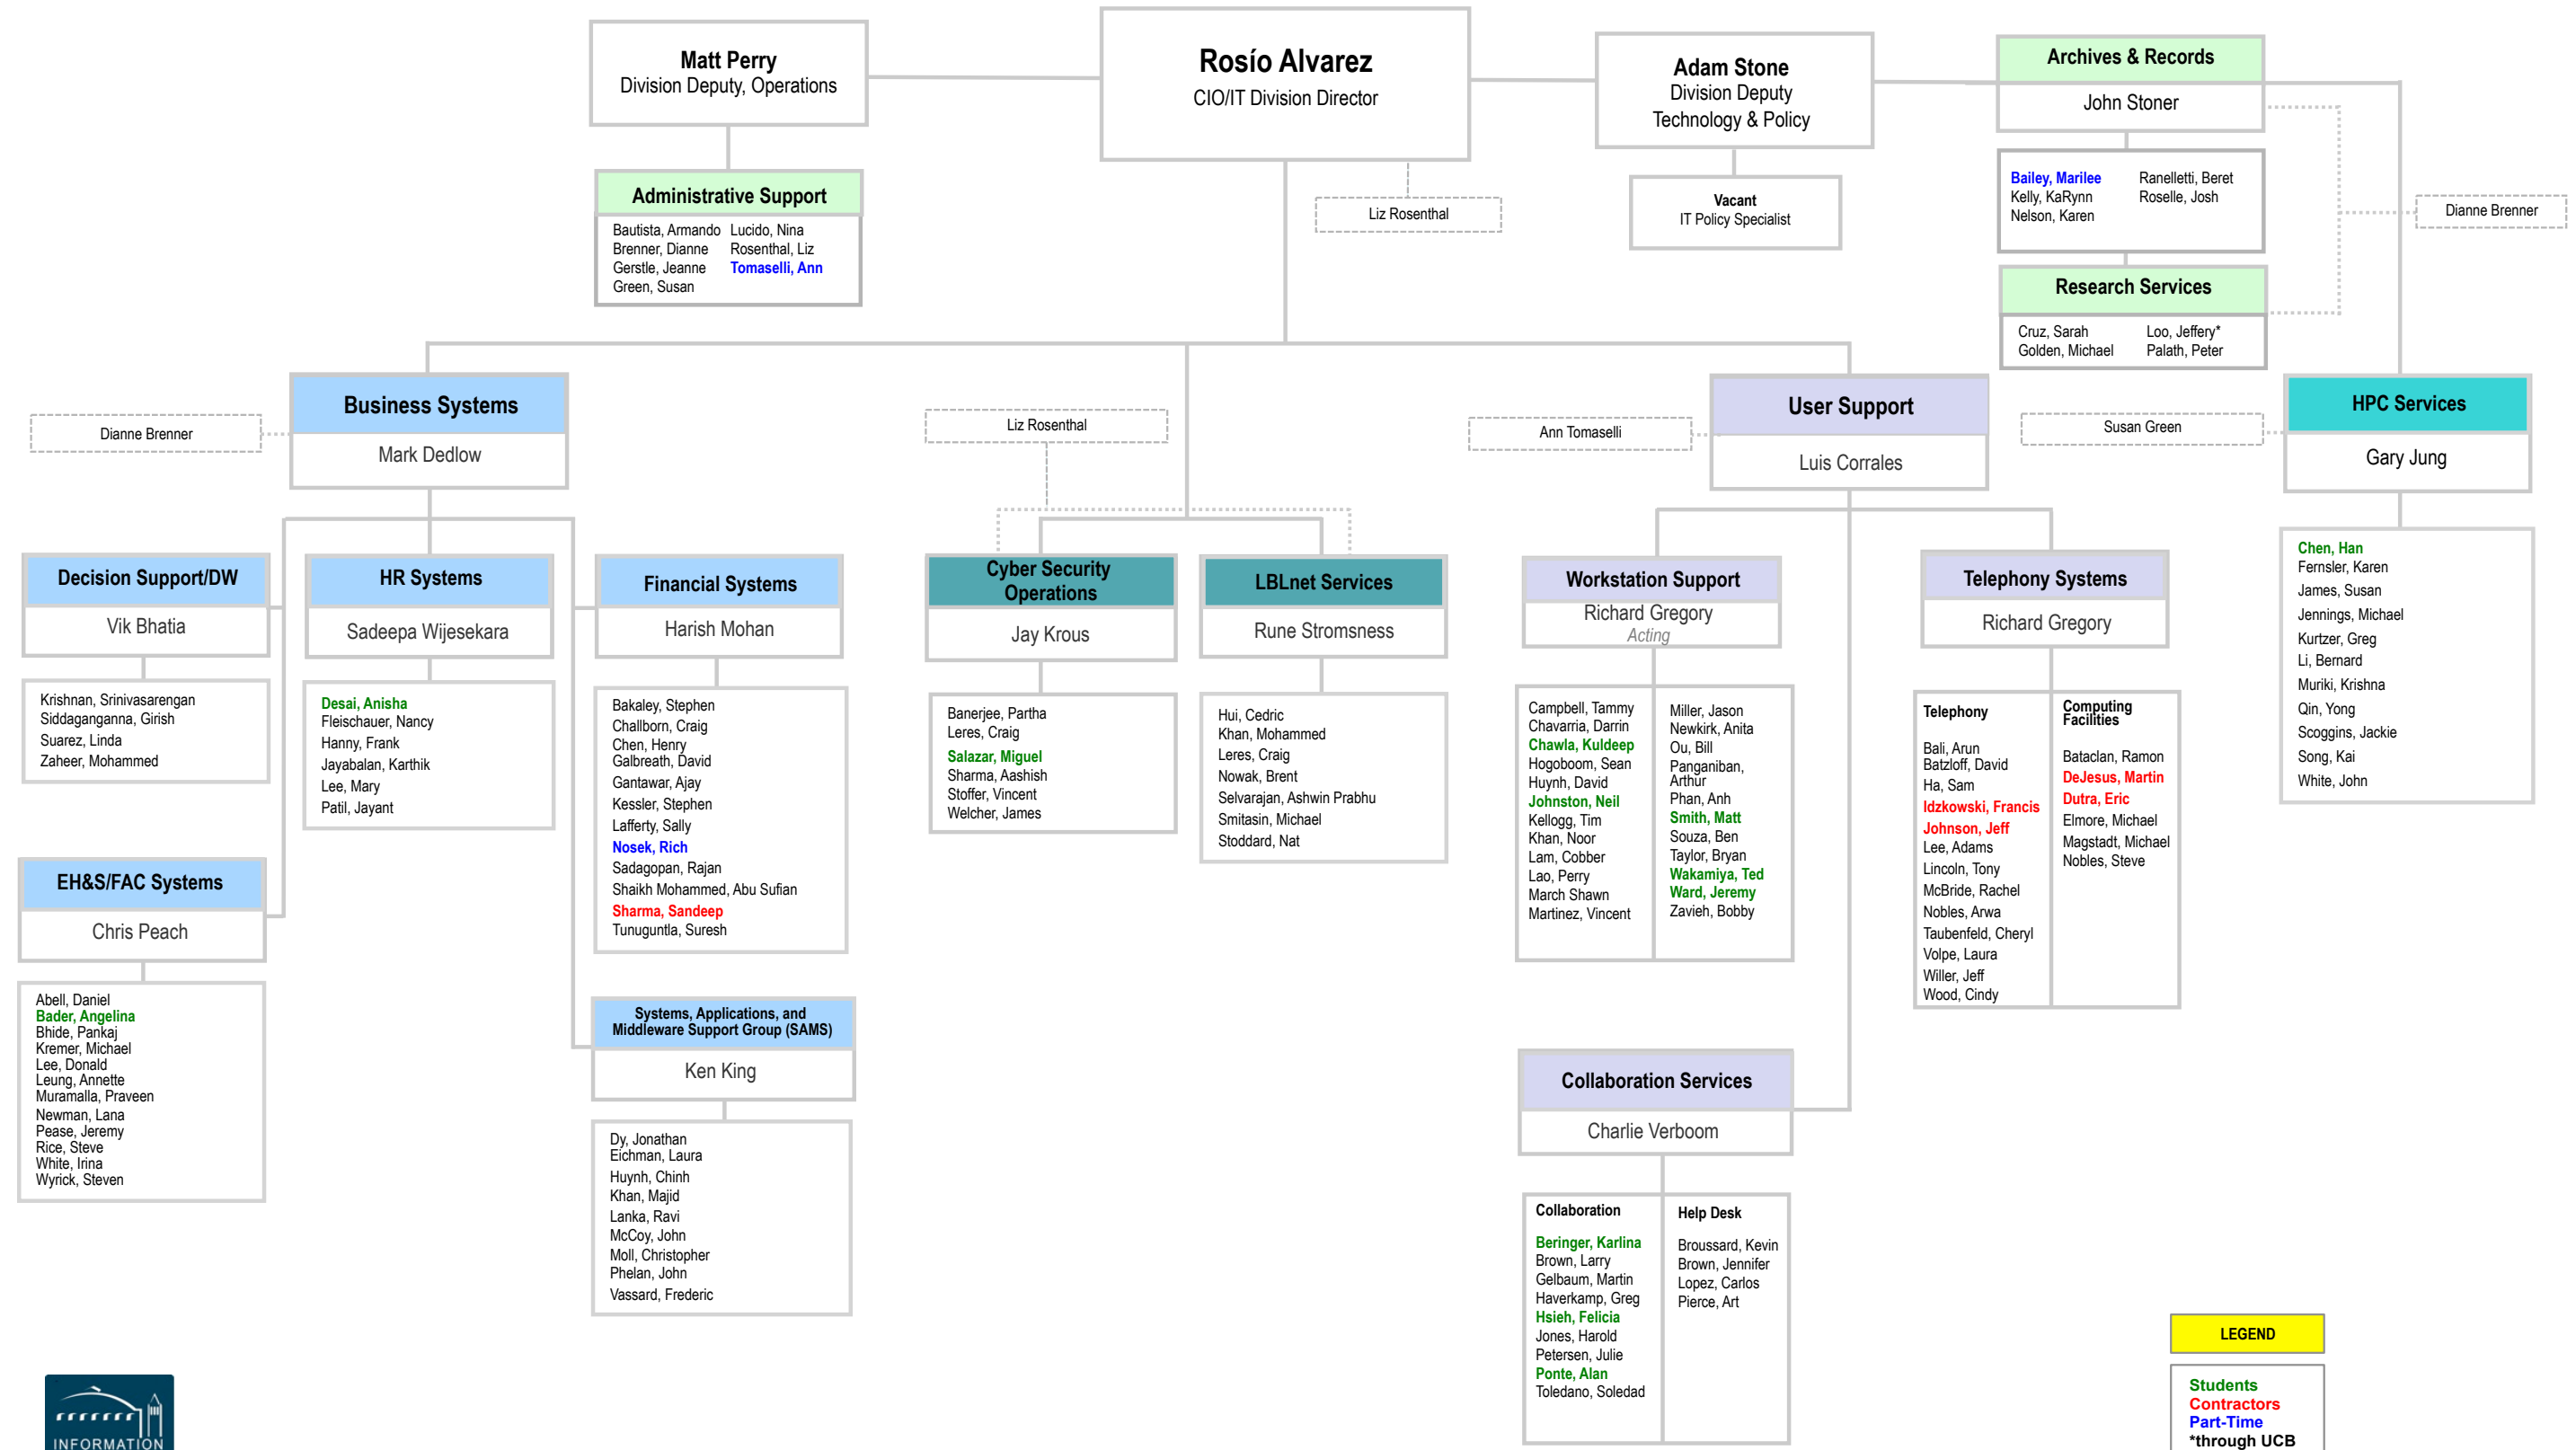 Matt Perry
Division Deputy, Operations
Rosío Alvarez
CIO/IT Division Director
Adam Stone
Division Deputy
Technology & Policy
Archives & Records
John Stoner
Administrative Support
Bautista, Armando
Brenner, Dianne
Gerstle, Jeanne
Green, Susan
Lucido, Nina
Rosenthal, Liz
Tomaselli, Ann
Liz Rosenthal
Vacant
IT Policy Specialist
Bailey, Marilee
Kelly, KaRynn
Nelson, Karen
Ranelletti, Beret
Roselle, Josh
Dianne Brenner
Research Services
Cruz, Sarah
Golden, Michael
Loo, Jeffery*
Palath, Peter
Business Systems
Mark Dedlow
Dianne Brenner
Liz Rosenthal
Ann Tomaselli
User Support
Luis Corrales
Susan Green
HPC Services
Gary Jung
Decision Support/DW
Vik Bhatia
Krishnan, Srinivasarengan
Siddaganganna, Girish
Suarez, Linda
Zaheer, Mohammed
HR Systems
Sadeepa Wijesekara
Desai, Anisha
Fleischauer, Nancy
Hanny, Frank
Jayabalan, Karthik
Lee, Mary
Patil, Jayant
Financial Systems
Harish Mohan
Bakaley, Stephen
Challborn, Craig
Chen, Henry
Galbreath, David
Gantawar, Ajay
Kessler, Stephen
Lafferty, Sally
Nosek, Rich
Sadagopan, Rajan
Shaikh Mohammed, Abu Sufian
Sharma, Sandeep
Tunuguntla, Suresh
Cyber Security
Operations
Jay Krous
Banerjee, Partha
Leres, Craig
Salazar, Miguel
Sharma, Aashish
Stoffer, Vincent
Welcher, James
LBLnet Services
Rune Stromsness
Hui, Cedric
Khan, Mohammed
Leres, Craig
Nowak, Brent
Selvarajan, Ashwin Prabhu
Smitasin, Michael
Stoddard, Nat
Workstation Support
Richard Gregory
Acting
Campbell, Tammy
Chavarria, Darrin
Chawla, Kuldeep
Hogoboom, Sean
Huynh, David
Johnston, Neil
Kellogg, Tim
Khan, Noor
Lam, Cobber
Lao, Perry
March Shawn
Martinez, Vincent
Miller, Jason
Newkirk, Anita
Ou, Bill
Panganiban,
Arthur
Phan, Anh
Smith, Matt
Souza, Ben
Taylor, Bryan
Wakamiya, Ted
Ward, Jeremy
Zavieh, Bobby
Telephony Systems
Richard Gregory
Telephony
Bali, Arun
Batzloff, David
Ha, Sam
Idzkowski, Francis
Johnson, Jeff
Lee, Adams
Lincoln, Tony
McBride, Rachel
Nobles, Arwa
Taubenfeld, Cheryl
Volpe, Laura
Willer, Jeff
Wood, Cindy
Computing
Facilities
Bataclan, Ramon
DeJesus, Martin
Dutra, Eric
Elmore, Michael
Magstadt, Michael
Nobles, Steve
Chen, Han
Fernsler, Karen
James, Susan
Jennings, Michael
Kurtzer, Greg
Li, Bernard
Muriki, Krishna
Qin, Yong
Scoggins, Jackie
Song, Kai
White, John
EH&S/FAC Systems
Chris Peach
Abell, Daniel
Bader, Angelina
Bhide, Pankaj
Kremer, Michael
Lee, Donald
Leung, Annette
Muramalla, Praveen
Newman, Lana
Pease, Jeremy
Rice, Steve
White, Irina
Wyrick, Steven
Systems, Applications, and
Middleware Support Group (SAMS)
Ken King
Dy, Jonathan
Eichman, Laura
Huynh, Chinh
Khan, Majid
Lanka, Ravi
McCoy, John
Moll, Christopher
Phelan, John
Vassard, Frederic
Collaboration Services
Charlie Verboom
Collaboration
Beringer, Karlina
Brown, Larry
Gelbaum, Martin
Haverkamp, Greg
Hsieh, Felicia
Jones, Harold
Petersen, Julie
Ponte, Alan
Toledano, Soledad
Help Desk
Broussard, Kevin
Brown, Jennifer
Lopez, Carlos
Pierce, Art
LEGEND
Students
Contractors
Part-Time
*through UCB
INFORMATION